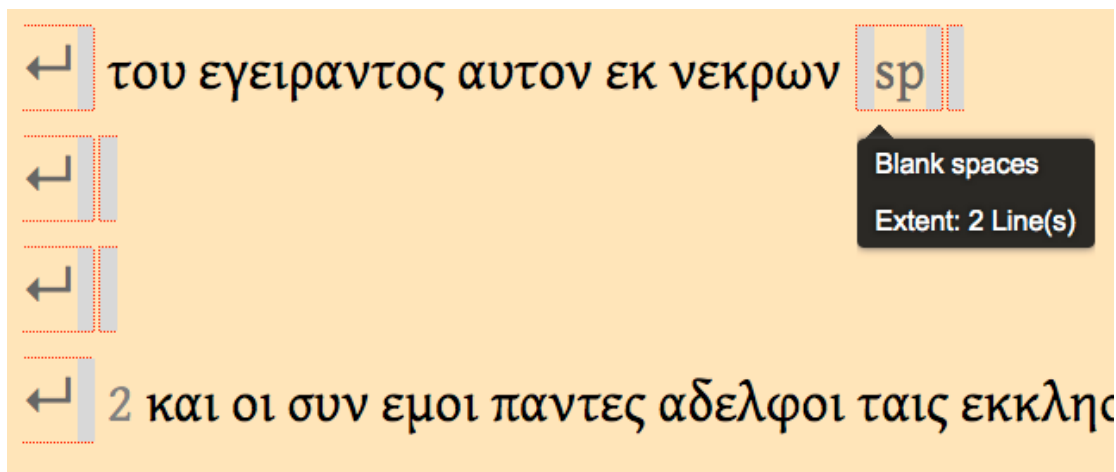 ↵ του εγειραντος αυτον εκ νεκρων sp
Blank spaces
↵
Extent: 2 Line(s)
↵
↵ 2 και οι συν εμοι παντες αδελφοι ταις